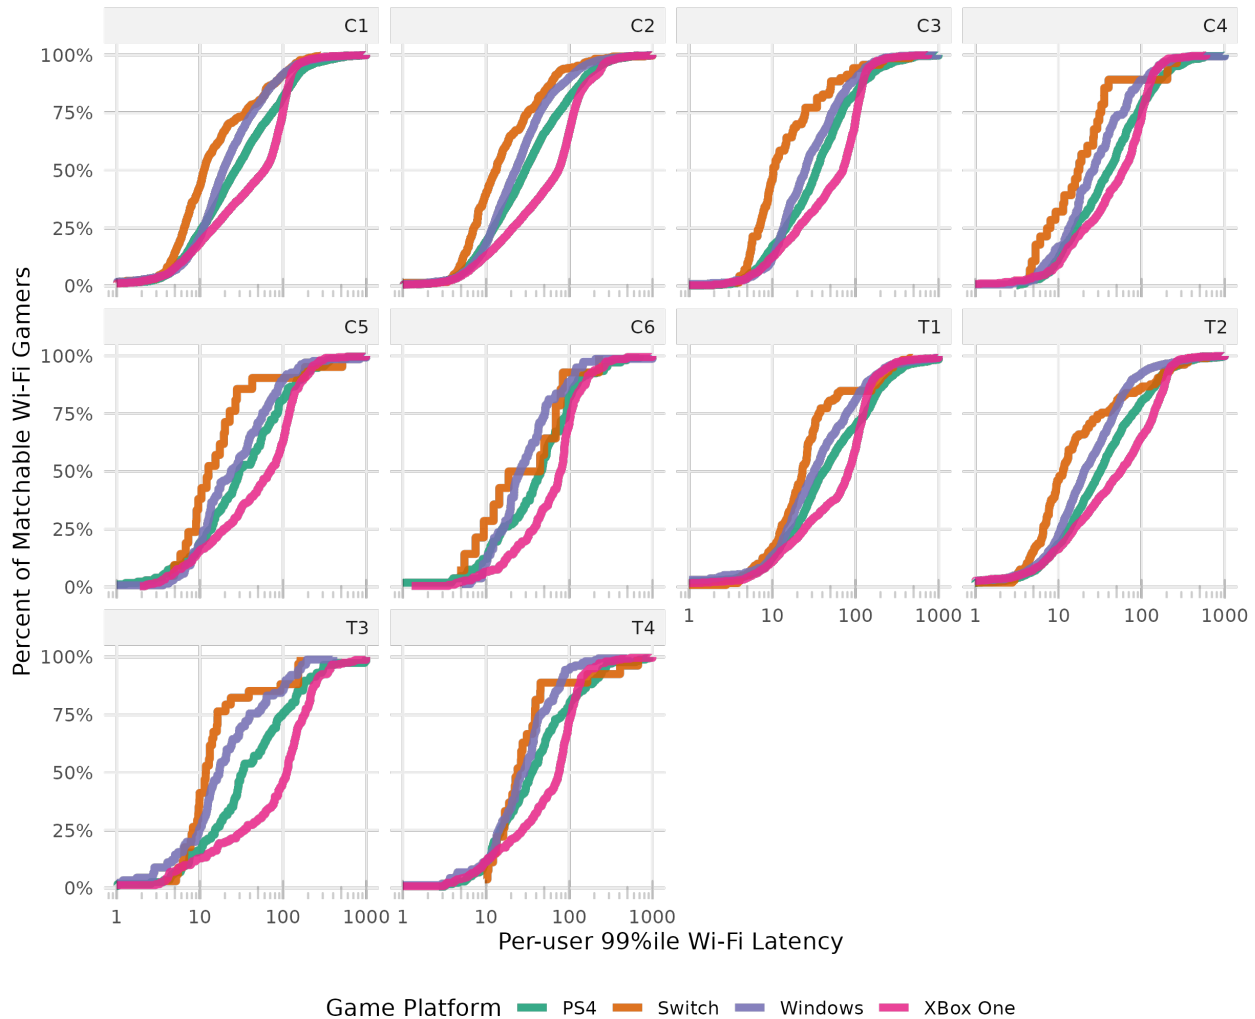 C1 C2 C3 C4
100%
75%
50%
25%
0%
C5 C6 T1 T2
100%
75%
50%
25%
0%
1 10 100 1000 1 10 100 1000
T3 T4
100%
75%
50%
25%
0%
1 10 100 1000 1 10 100 1000
Percent of Matchable Wi-Fi Gamers
Per-user 99%ile Wi-Fi Latency
Game Platform PS4 Switch Windows XBox One